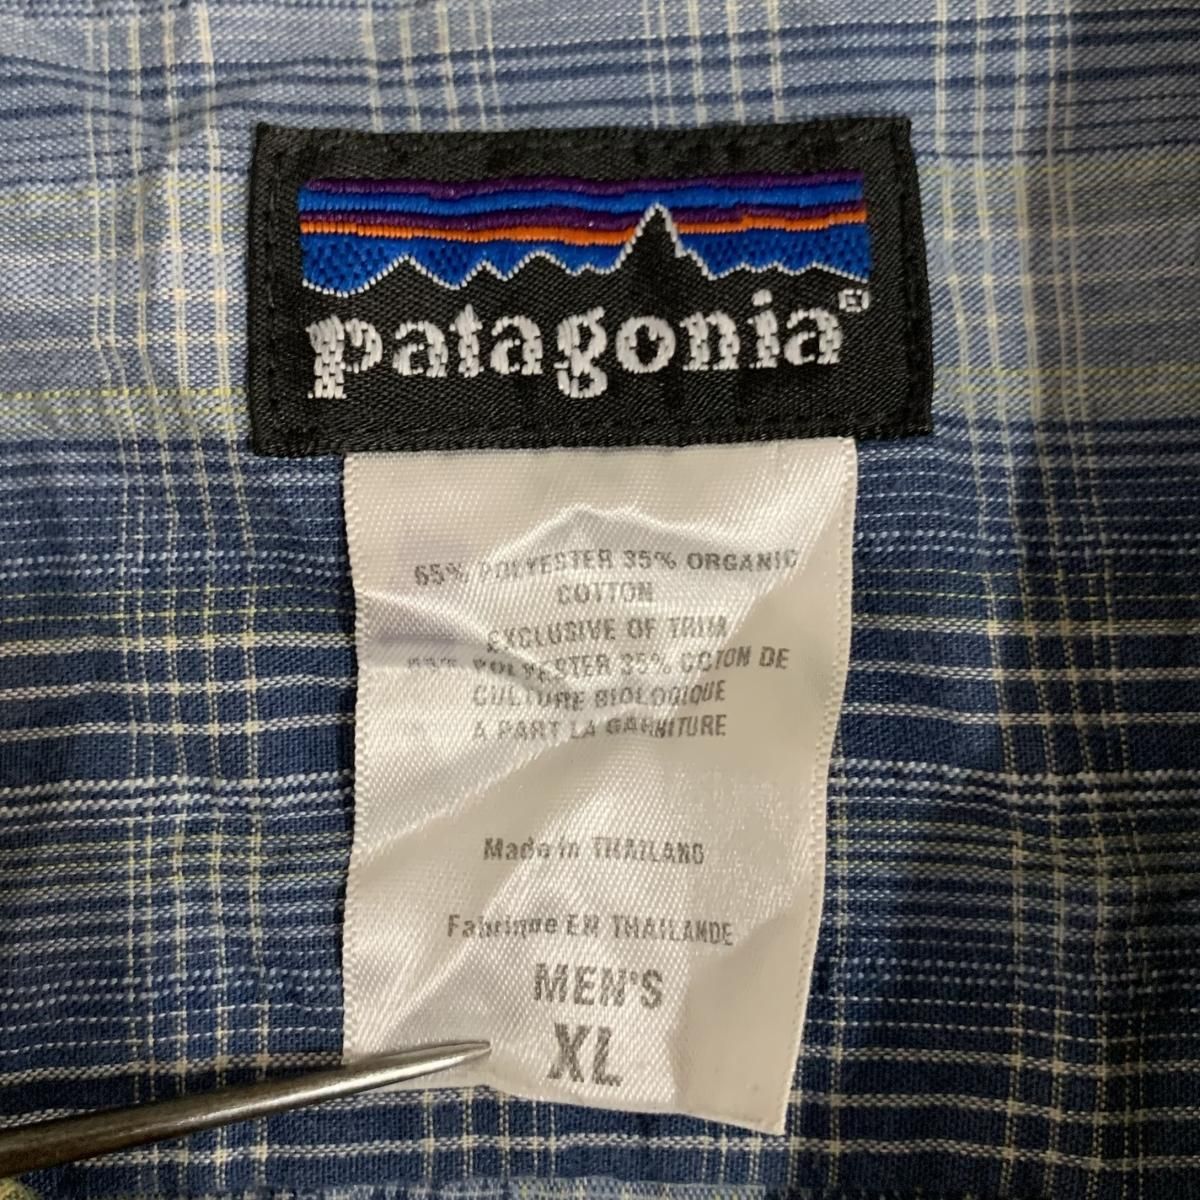 patagonia®
65% POLYESTER 35% ORGANIC
COTTON
EXCLUSIVE OF TRIM
65% POLYESTER 35% COTON DE
CULTURE BIOLOGIQUE
À PART LA GARNITURE
Made in THAILAND
Fabrique EN THAILANDE
MEN'S
XL